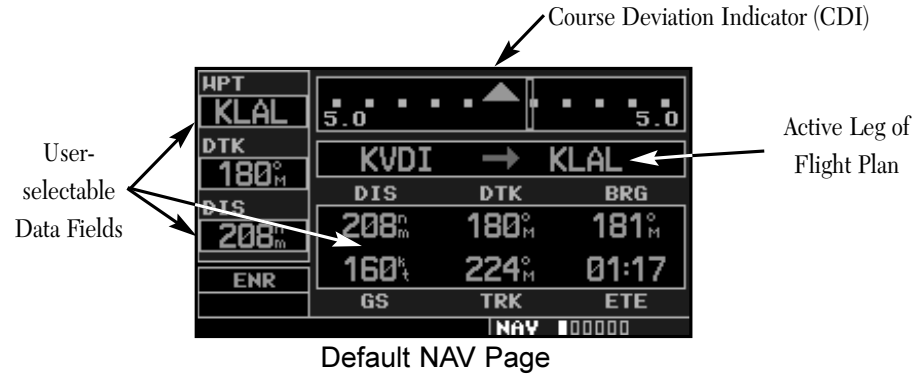 Course Deviation Indicator (CDI)
WPT
KLAL
5.0 5.0
DTK
180°M
KVDI → KLAL
Active Leg of
Flight Plan
User-
selectable
Data Fields
DIS
208nm
DIS DTK BRG
208nm 180°M 181°M
160kt 224°M 01:17
GS TRK ETE
ENR
NAV
Default NAV Page